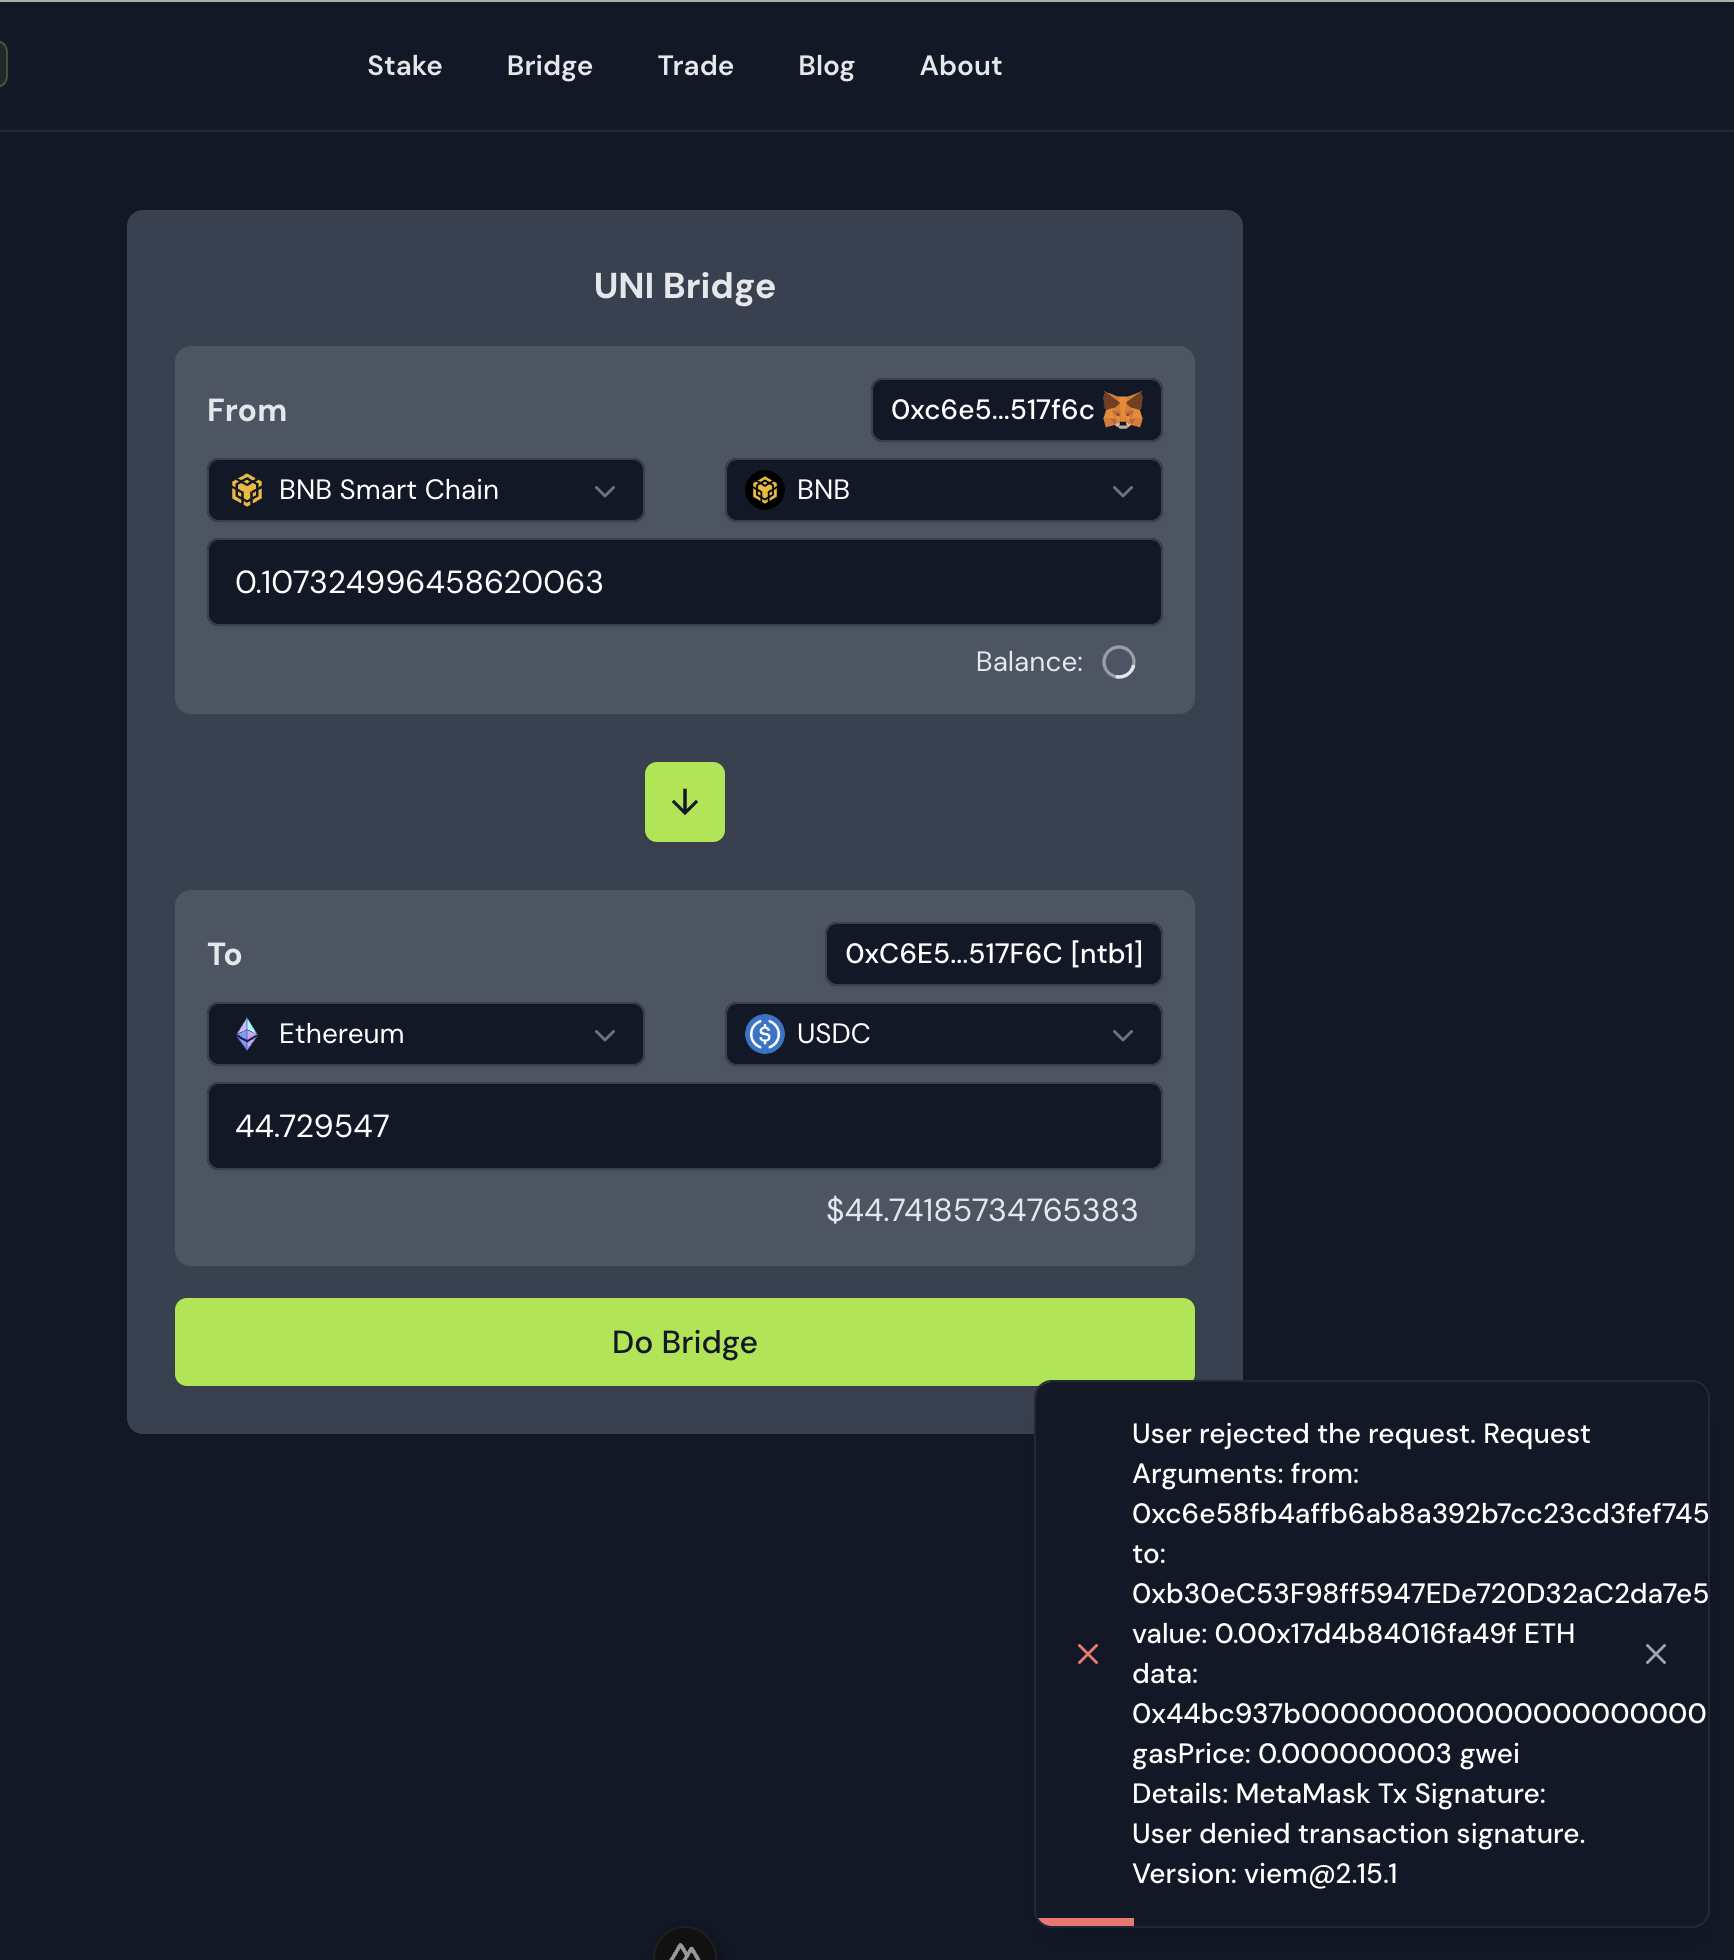 Stake Bridge Trade Blog About
UNI Bridge
From
0xc6e5...517f6c
BNB Smart Chain
BNB
0.107324996458620063
Balance:
To
0xC6E5...517F6C [ntb1]
Ethereum
USDC
44.729547
$44.74185734765383
Do Bridge
User rejected the request. Request
Arguments: from:
0xc6e58fb4affb6ab8a392b7cc23cd3fef745
to:
0xb30eC53F98ff5947EDe720D32aC2da7e5
value: 0.00x17d4b84016fa49f ETH
data:
0x44bc937b000000000000000000000
gasPrice: 0.000000003 gwei
Details: MetaMask Tx Signature:
User denied transaction signature.
Version: viem@2.15.1